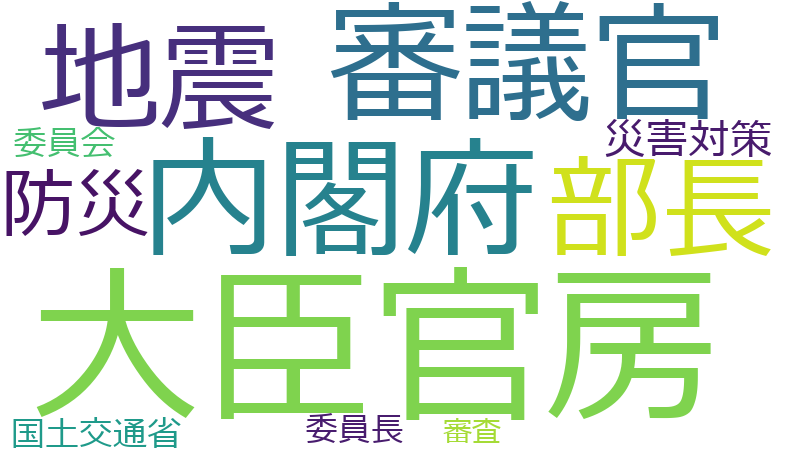 地震
審議官
委員会
災害対策
防災
内閣府
部長
大臣官房
国土交通省
委員長
審査